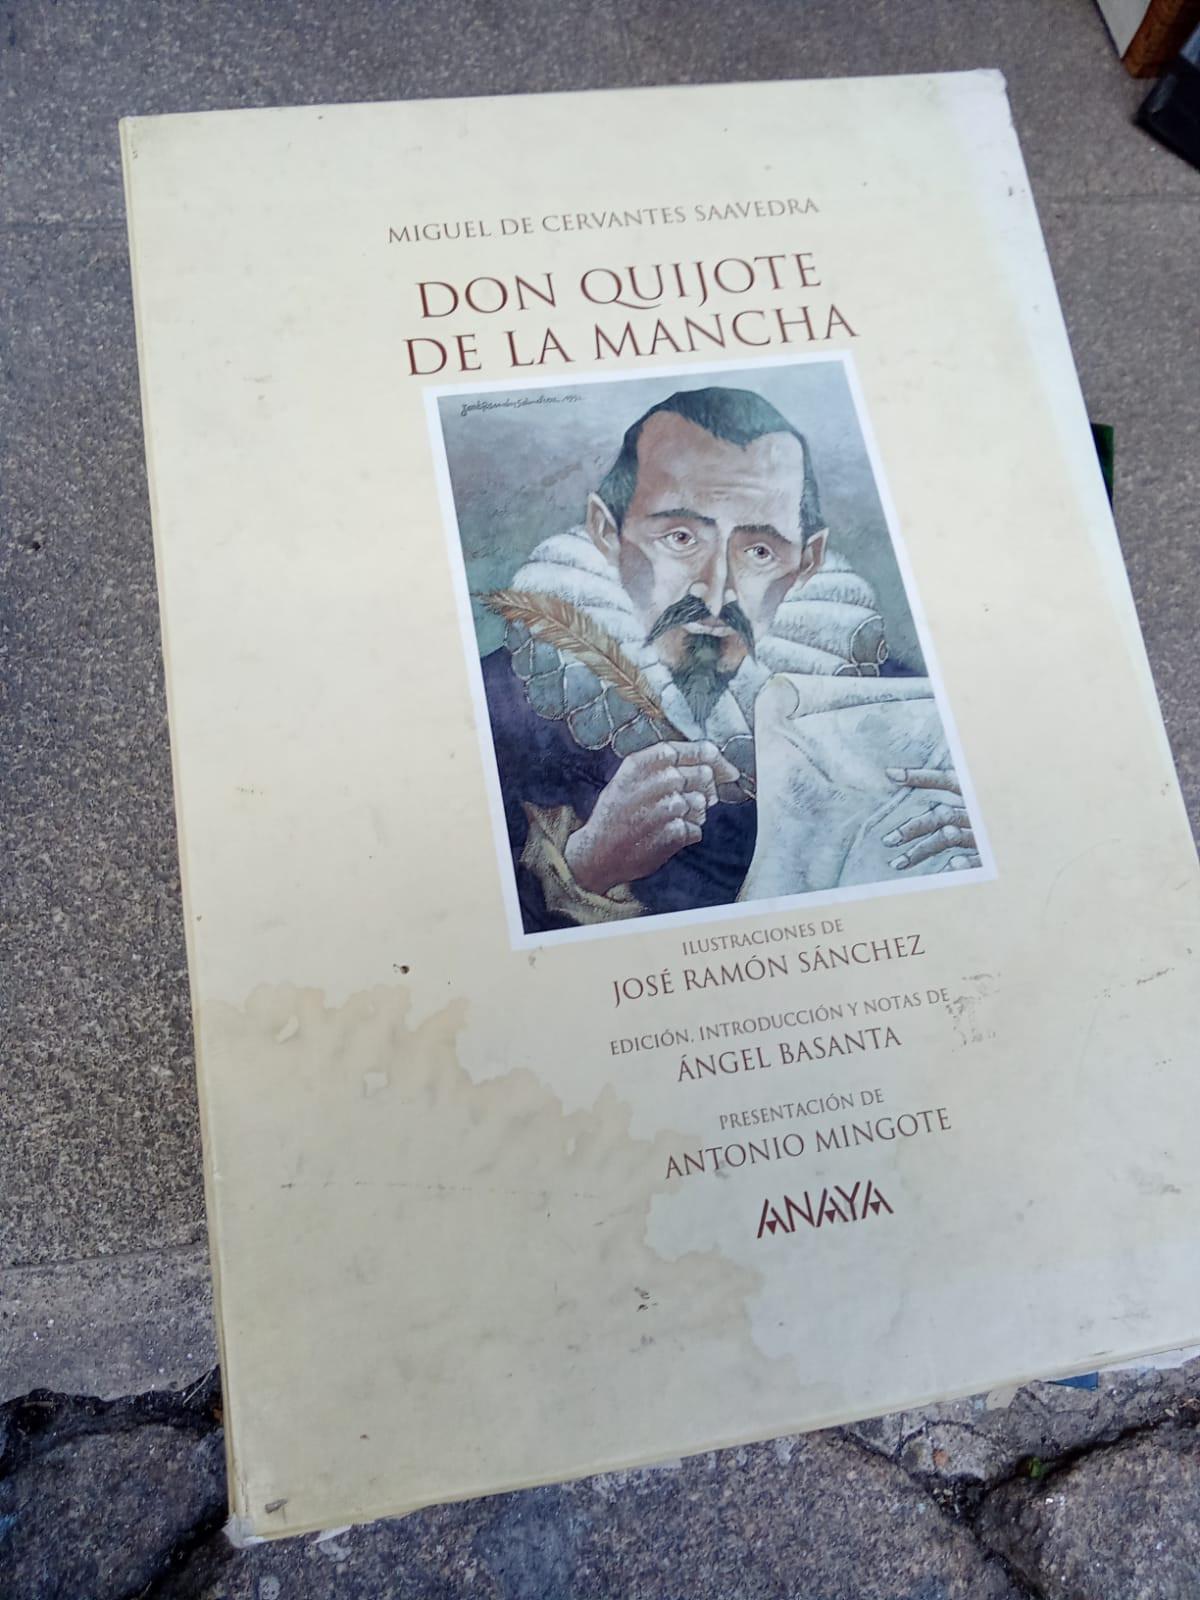 MIGUEL DE CERVANTES SAAVEDRA
DON QUIJOTE
DE LA MANCHA
ILUSTRACIONES DE
JOSÉ RAMÓN SÁNCHEZ
EDICIÓN, INTRODUCCIÓN Y NOTAS DE
ÁNGEL BASANTA
PRESENTACIÓN DE
ANTONIO MINGOTE
ANAYA